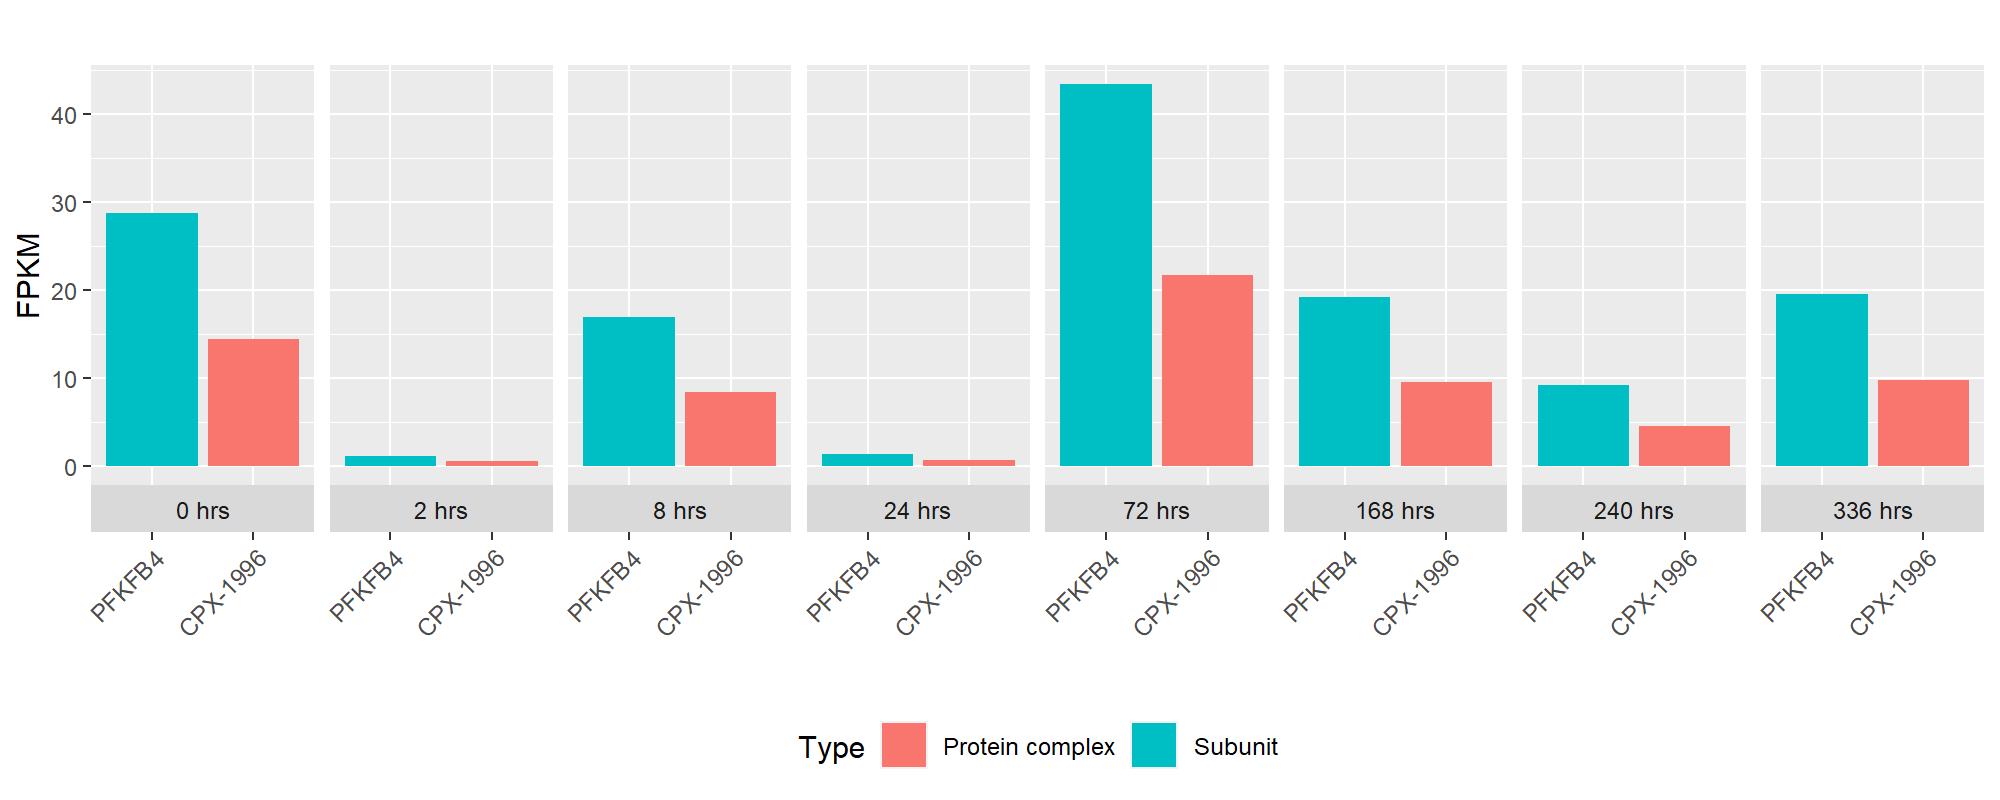 FPKM
40
30
20
10
0
0 hrs 2 hrs 8 hrs 24 hrs 72 hrs 168 hrs 240 hrs 336 hrs
PFKFB4 CPX-1996 PFKFB4 CPX-1996 PFKFB4 CPX-1996 PFKFB4 CPX-1996 PFKFB4 CPX-1996 PFKFB4 CPX-1996 PFKFB4 CPX-1996 PFKFB4 CPX-1996
Type Protein complex Subunit